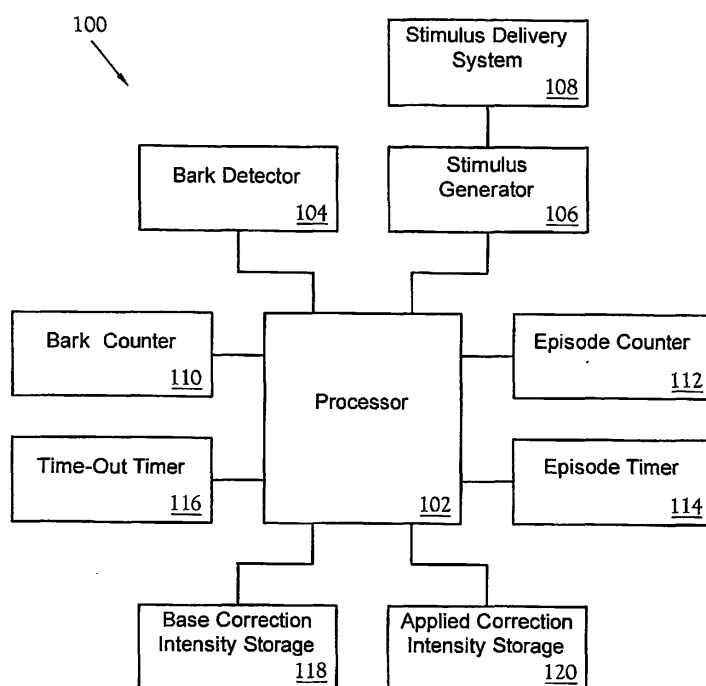 100
Stimulus Delivery
System
108
Bark Detector
104
Stimulus
Generator
106
Bark Counter
110
Processor
102
Episode Counter
112
Time-Out Timer
116
Episode Timer
114
Base Correction
Intensity Storage
118
Applied Correction
Intensity Storage
120